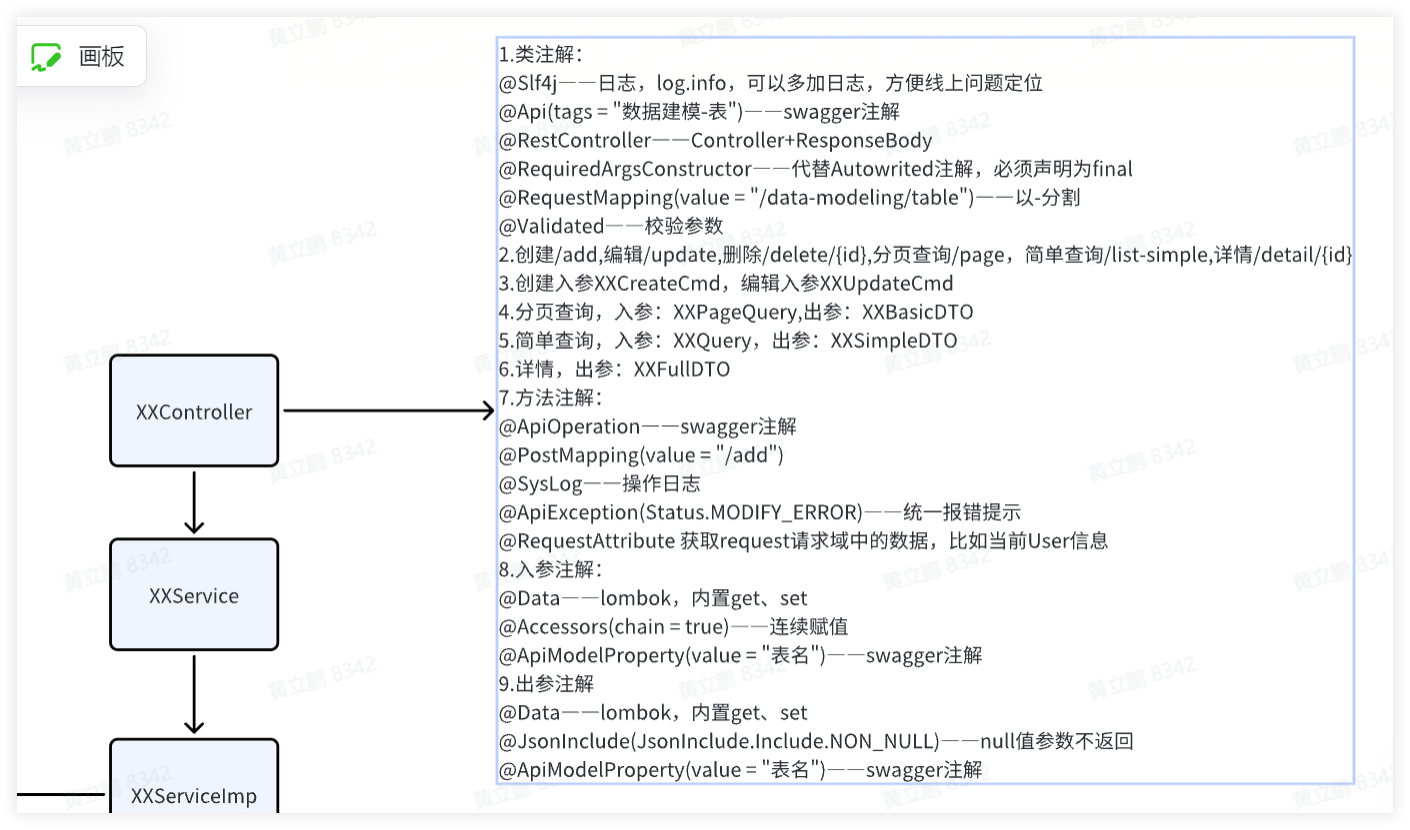 画板
1.类注解：
@Slf4j——日志，log.info，可以多加日志，方便线上问题定位
@Api(tags = "数据建模-表")——swagger注解
@RestController——Controller+ResponseBody
@RequiredArgsConstructor——代替Autowrited注解，必须声明为final
@RequestMapping(value = "/data-modeling/table")——以-分割
@Validated——校验参数
2.创建/add,编辑/update,删除/delete/{id},分页查询/page，简单查询/list-simple,详情/detail/{id}
3.创建入参XXCreateCmd，编辑入参XXUpdateCmd
4.分页查询，入参：XXPageQuery,出参：XXBasicDTO
5.简单查询，入参：XXQuery，出参：XXSimpleDTO
6.详情，出参：XXFullDTO
7.方法注解：
@ApiOperation——swagger注解
@PostMapping(value = "/add")
@SysLog——操作日志
@ApiException(Status.MODIFY_ERROR)——统一报错提示
@RequestAttribute 获取request请求域中的数据，比如当前User信息
8.入参注解：
@Data——lombok，内置get、set
@Accessors(chain = true)——连续赋值
@ApiModelProperty(value = "表名")——swagger注解
9.出参注解
@Data——lombok，内置get、set
@JsonInclude(JsonInclude.Include.NON_NULL)——null值参数不返回
@ApiModelProperty(value = "表名")——swagger注解
XXController
XXService
XXServiceImp
黄立鹏 8342